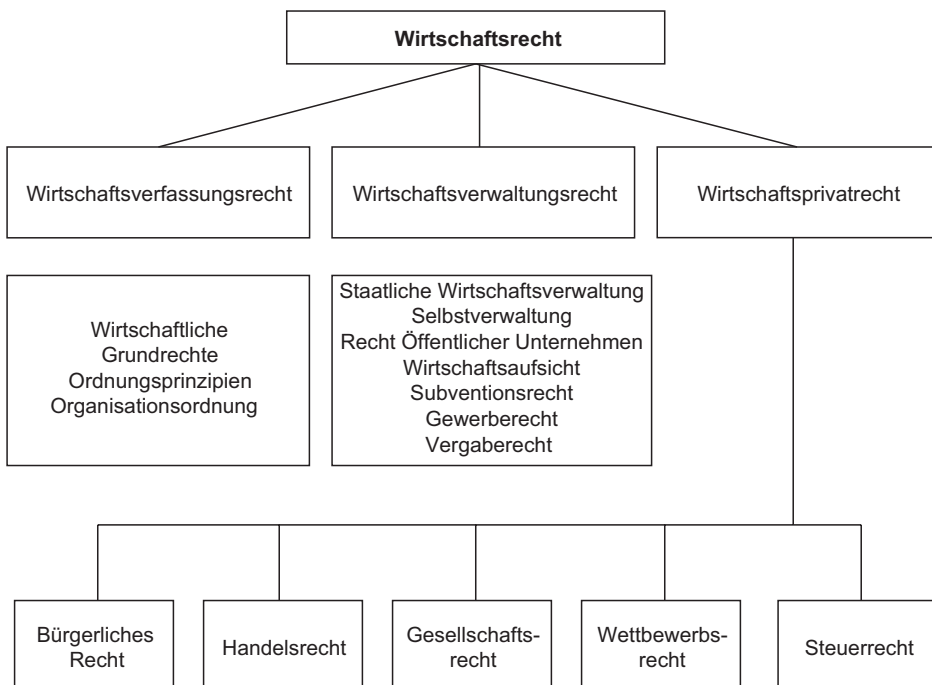 Wirtschaftsrecht
Wirtschaftsverfassungsrecht
Wirtschaftsverwaltungsrecht
Wirtschaftsprivatrecht
Wirtschaftliche
Grundrechte
Ordnungsprinzipien
Organisationsordnung
Staatliche Wirtschaftsverwaltung
Selbstverwaltung
Recht Öffentlicher Unternehmen
Wirtschaftsaufsicht
Subventionsrecht
Gewerberecht
Vergaberecht
Bürgerliches
Recht
Handelsrecht
Gesellschafts-
recht
Wettbewerbs-
recht
Steuerrecht